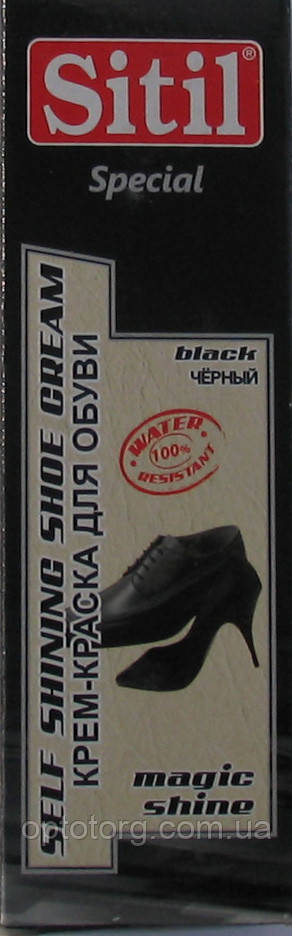 Sitil®
Special
SELF SHINING SHOE CREAM
КРЕМ-КРАСКА ДЛЯ ОБУВИ
black
ЧЁРНЫЙ
WATER
100%
RESISTANT
magic
shine
optotorg.com.ua